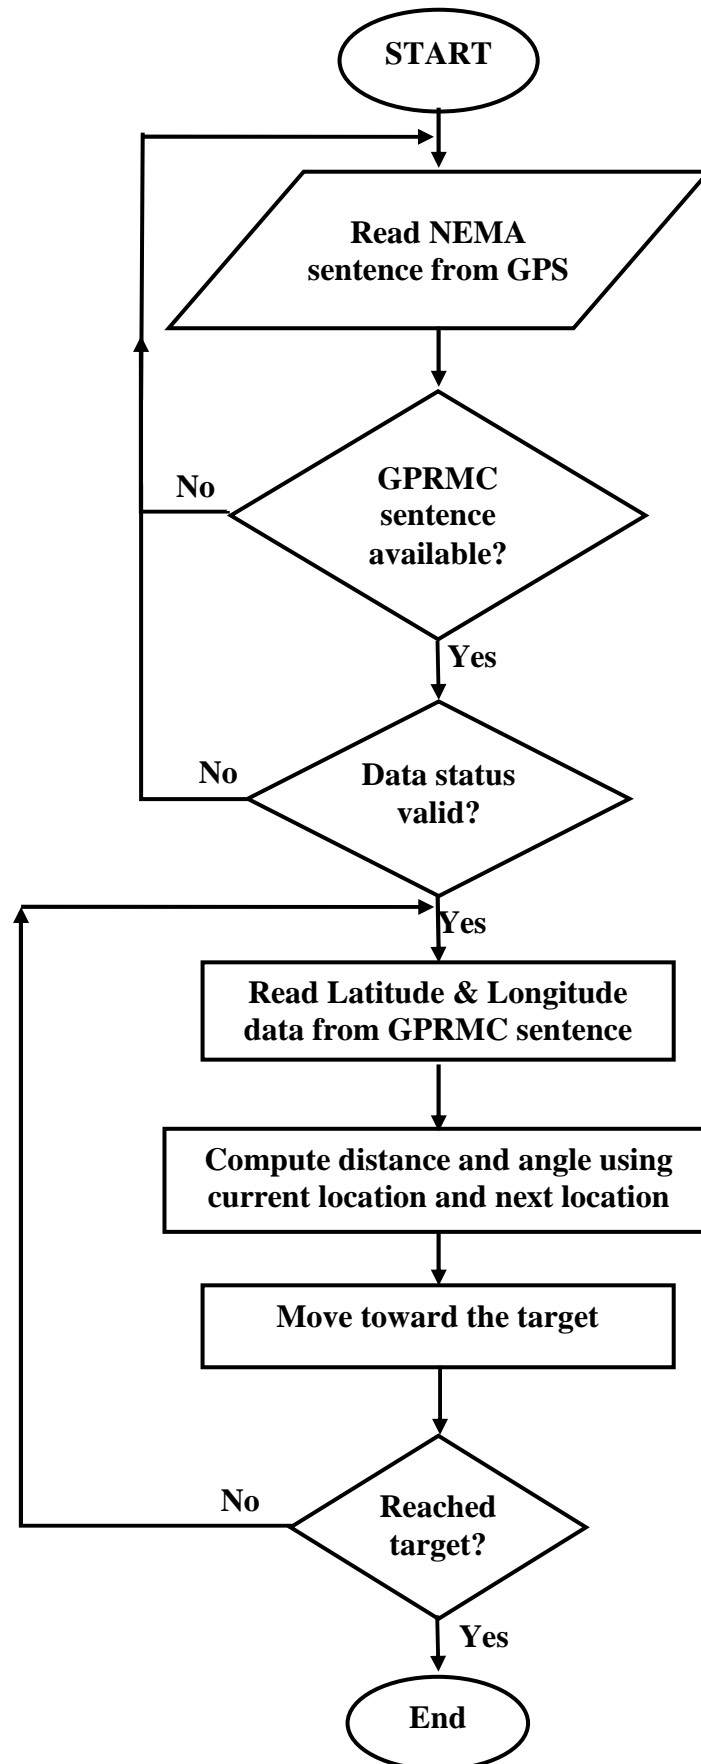 START
Read NEMA
sentence from GPS
No
GPRMC
sentence
available?
Yes
No
Data status
valid?
Yes
Read Latitude & Longitude
data from GPRMC sentence
Compute distance and angle using
current location and next location
Move toward the target
No
Reached
target?
Yes
End